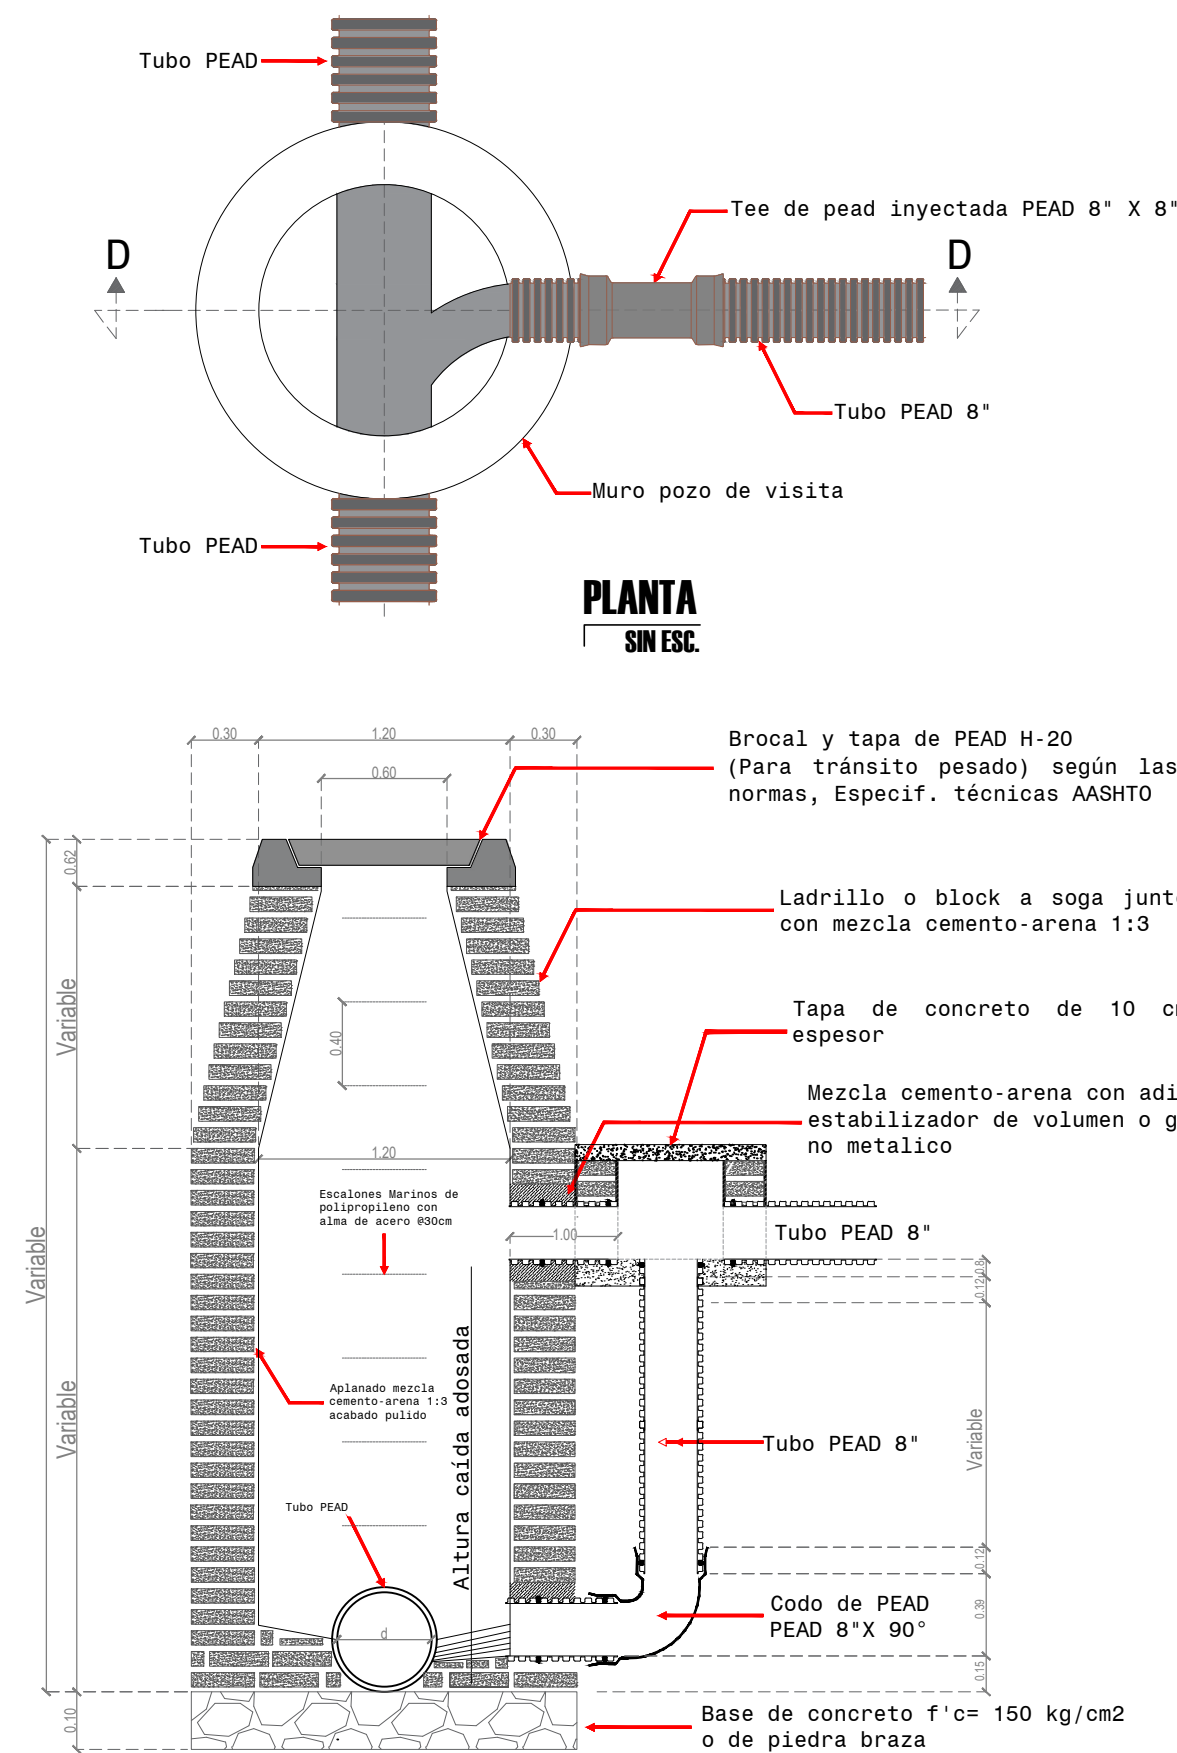 Tubo PEAD
Tee de pead inyectada PEAD 8" X 8"
D
D
Tubo PEAD 8"
Muro pozo de visita
Tubo PEAD
PLANTA
SIN ESC.
0.30
1.20
0.30
0.60
Brocal y tapa de PEAD H-20
(Para tránsito pesado) según las
normas, Especif. técnicas AASHTO
0.62
Ladrillo o block a soga
con mezcla cemento-arena 1:3
Variable
0.40
Tapa de concreto de 10
espesor
Mezcla cemento-arena con
estabilizador de volumen o
no metalico
1.20
Escalones Marinos de
polipropileno con
alma de acero @30cm
1.00
Tubo PEAD 8"
0.8
0.12
Variable
Variable
Altura caída adosada
Aplanado mezcla
cemento-arena 1:3
acabado pulido
Tubo PEAD 8"
Variable
Tubo PEAD
0.12
d
Codo de PEAD
PEAD 8"X 90°
0.39
0.15
0.10
Base de concreto f'c= 150 kg/cm2
o de piedra braza